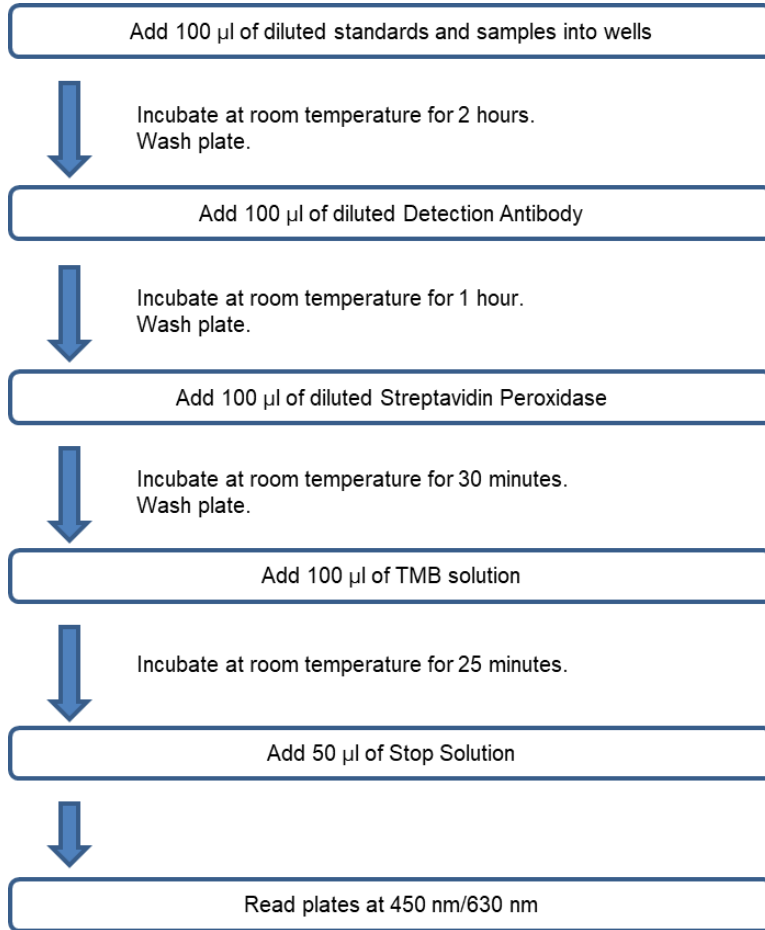 Add 100 µl of diluted standards and samples into wells
Incubate at room temperature for 2 hours.
Wash plate.
Add 100 µl of diluted Detection Antibody
Incubate at room temperature for 1 hour.
Wash plate.
Add 100 µl of diluted Streptavidin Peroxidase
Incubate at room temperature for 30 minutes.
Wash plate.
Add 100 µl of TMB solution
Incubate at room temperature for 25 minutes.
Add 50 µl of Stop Solution
Read plates at 450 nm/630 nm